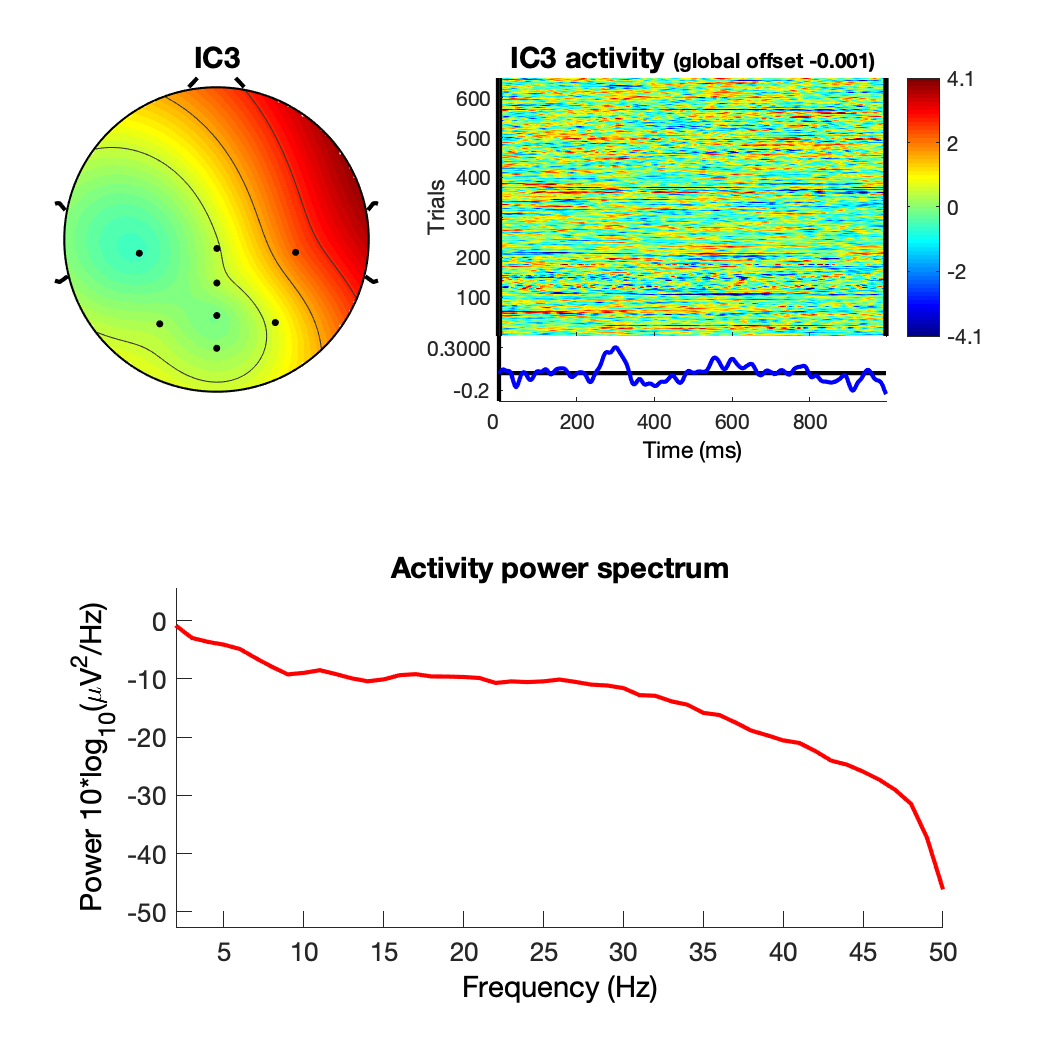 IC3
IC3 activity (global offset -0.001)
Trials
600
500
400
300
200
100
4.1
2
0
-2
-4.1
0.3000
-0.2
0 200 400 600 800
Time (ms)
Activity power spectrum
Power 10*log10(μV2/Hz)
0
-10
-20
-30
-40
-50
5 10 15 20 25 30 35 40 45 50
Frequency (Hz)